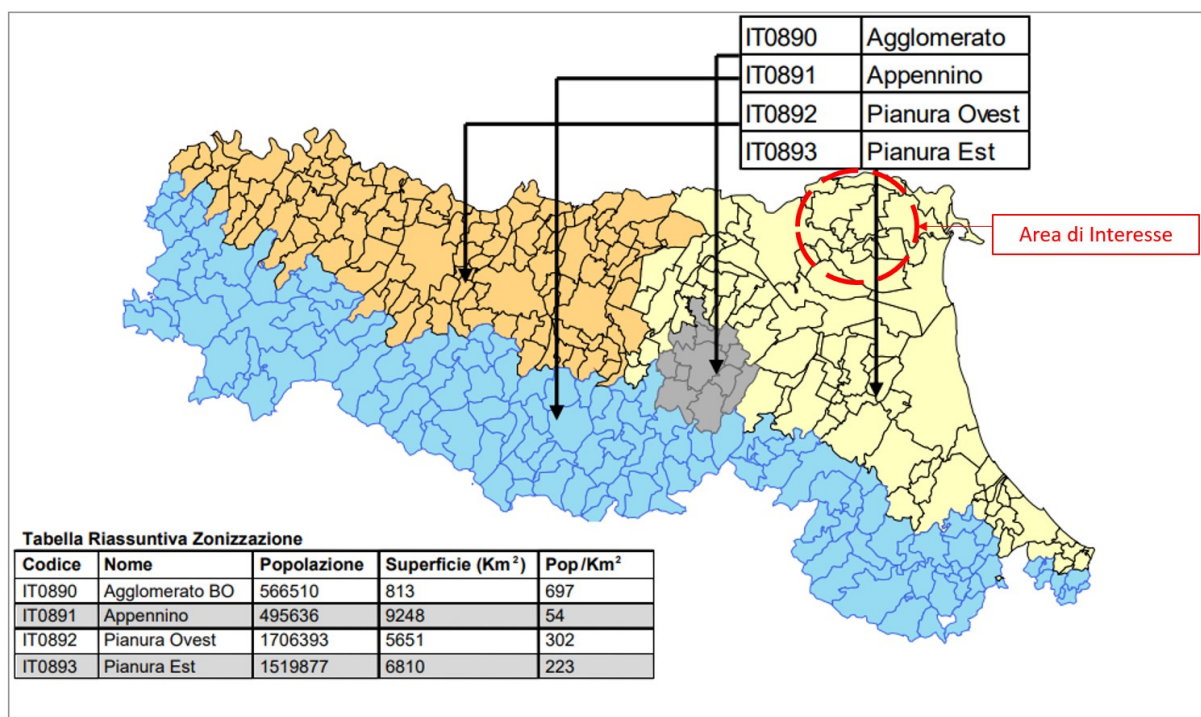 IT0890 Agglomerato
IT0891 Appennino
IT0892 Pianura Ovest
IT0893 Pianura Est
Area di Interesse
Tabella Riassuntiva Zonizzazione
Codice Nome Popolazione Superficie (Km²) Pop/Km²
IT0890 Agglomerato BO 566510 813 697
IT0891 Appennino 495636 9248 54
IT0892 Pianura Ovest 1706393 5651 302
IT0893 Pianura Est 1519877 6810 223